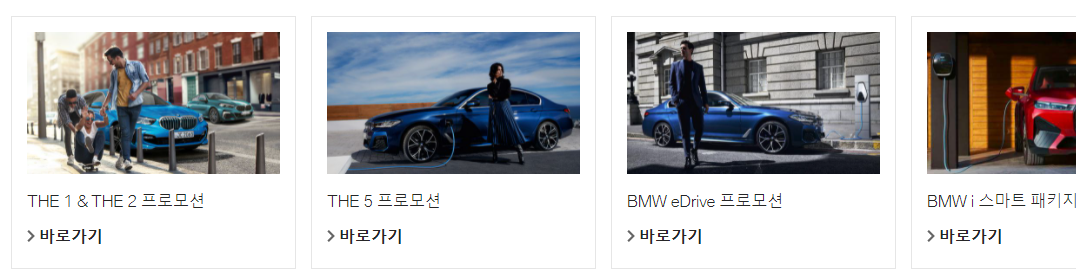 THE 1 & THE 2 프로모션
바로가기
THE 5 프로모션
바로가기
BMW eDrive 프로모션
바로가기
BMW i 스마트 패키지
바로가기